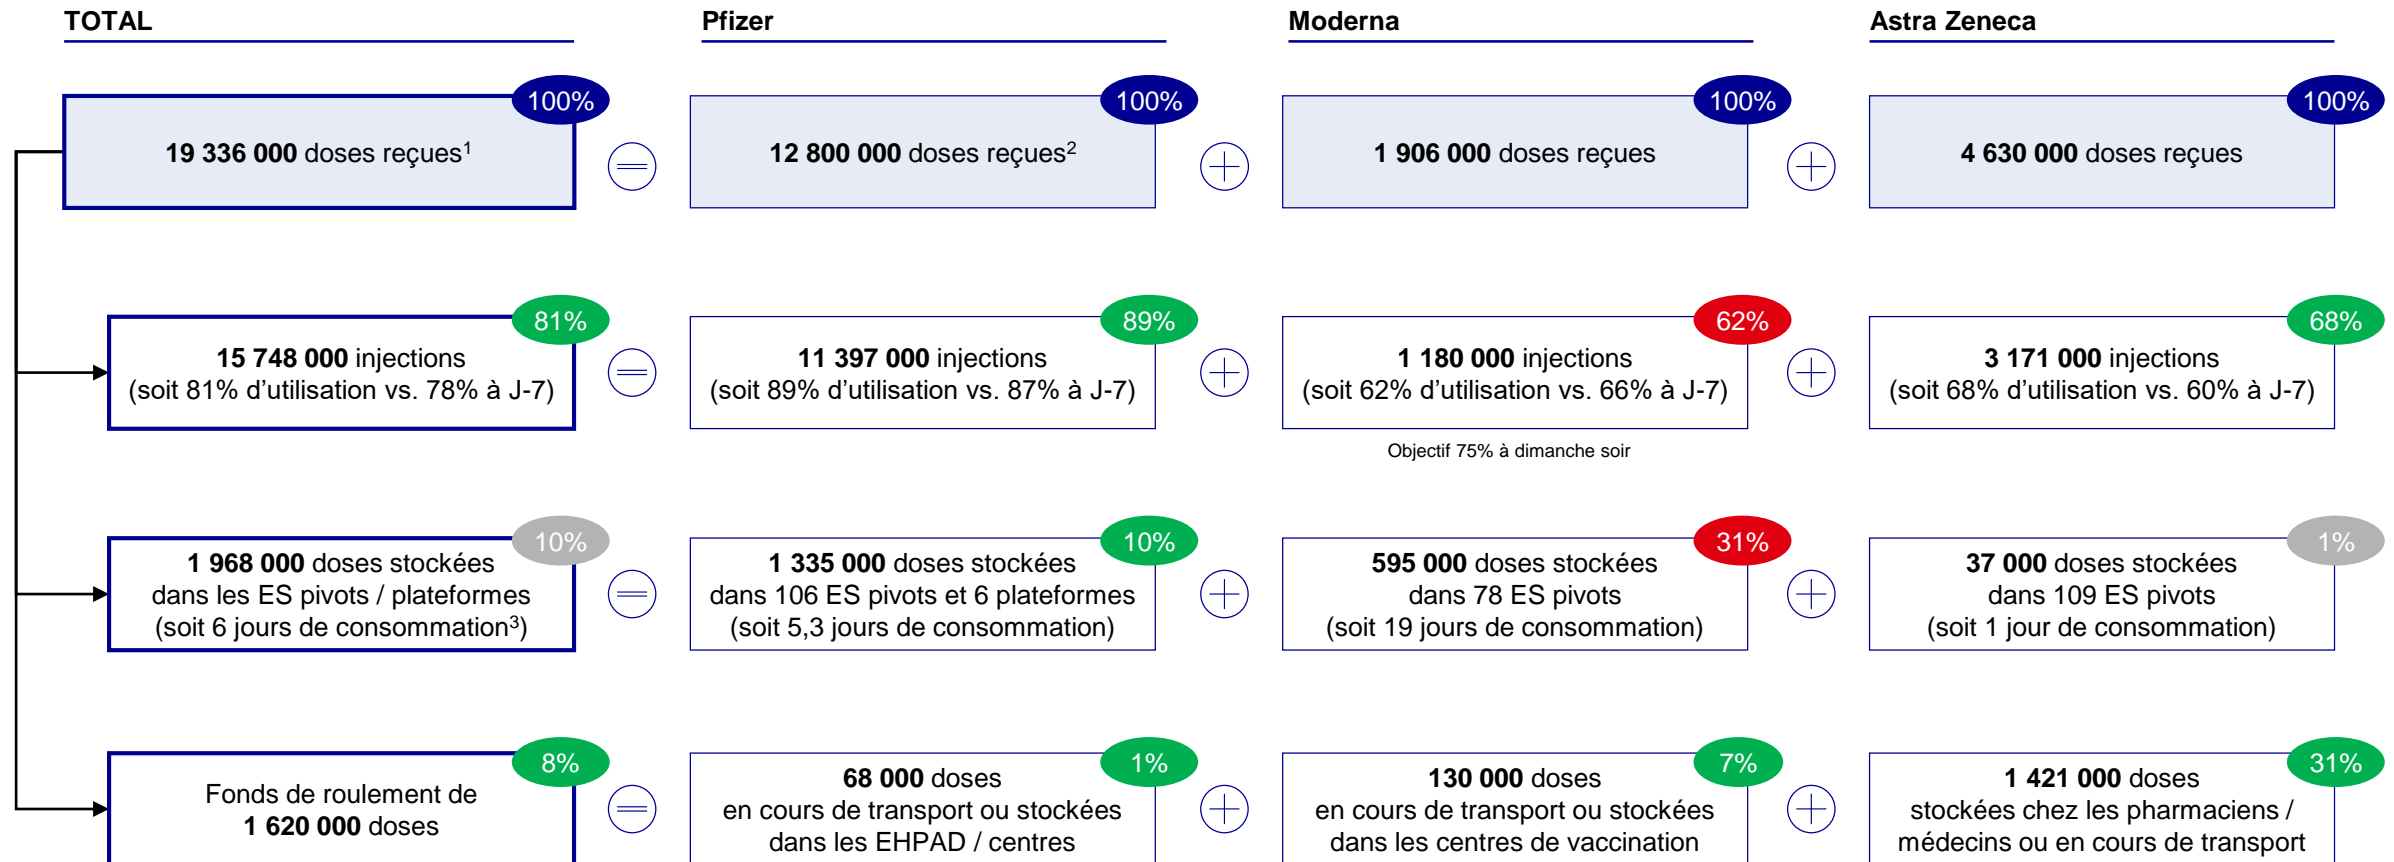 TOTAL
Pfizer
Moderna
Astra Zeneca
100%
19 336 000 doses reçues¹
100%
12 800 000 doses reçues²
100%
1 906 000 doses reçues
100%
4 630 000 doses reçues
81%
15 748 000 injections
(soit 81% d’utilisation vs. 78% à J-7)
89%
11 397 000 injections
(soit 89% d’utilisation vs. 87% à J-7)
62%
1 180 000 injections
(soit 62% d’utilisation vs. 66% à J-7)
Objectif 75% à dimanche soir
68%
3 171 000 injections
(soit 68% d’utilisation vs. 60% à J-7)
10%
1 968 000 doses stockées
dans les ES pivots / plateformes
(soit 6 jours de consommation³)
10%
1 335 000 doses stockées
dans 106 ES pivots et 6 plateformes
(soit 5,3 jours de consommation)
31%
595 000 doses stockées
dans 78 ES pivots
(soit 19 jours de consommation)
1%
37 000 doses stockées
dans 109 ES pivots
(soit 1 jour de consommation)
8%
Fonds de roulement de
1 620 000 doses
1%
68 000 doses
en cours de transport ou stockées
dans les EHPAD / centres
7%
130 000 doses
en cours de transport ou stockées
dans les centres de vaccination
31%
1 421 000 doses
stockées chez les pharmaciens /
médecins ou en cours de transport